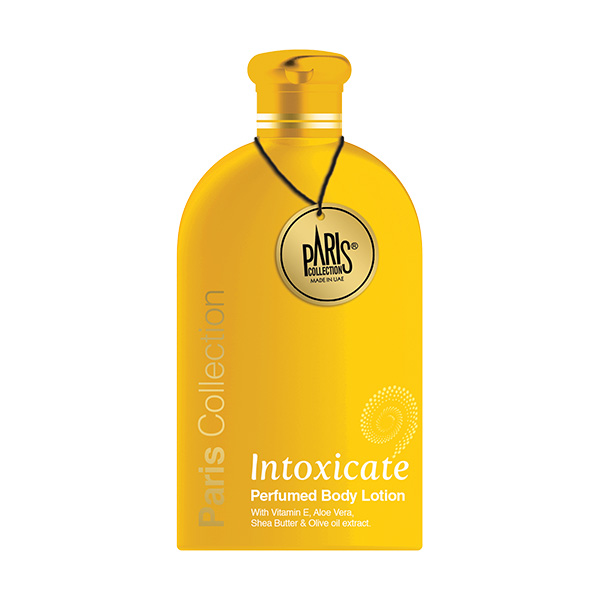 PARIS®
COLLECTION
MADE IN UAE
Paris Collection
Intoxicate
Perfumed Body Lotion
With Vitamin E, Aloe Vera,
Shea Butter & Olive oil extract.